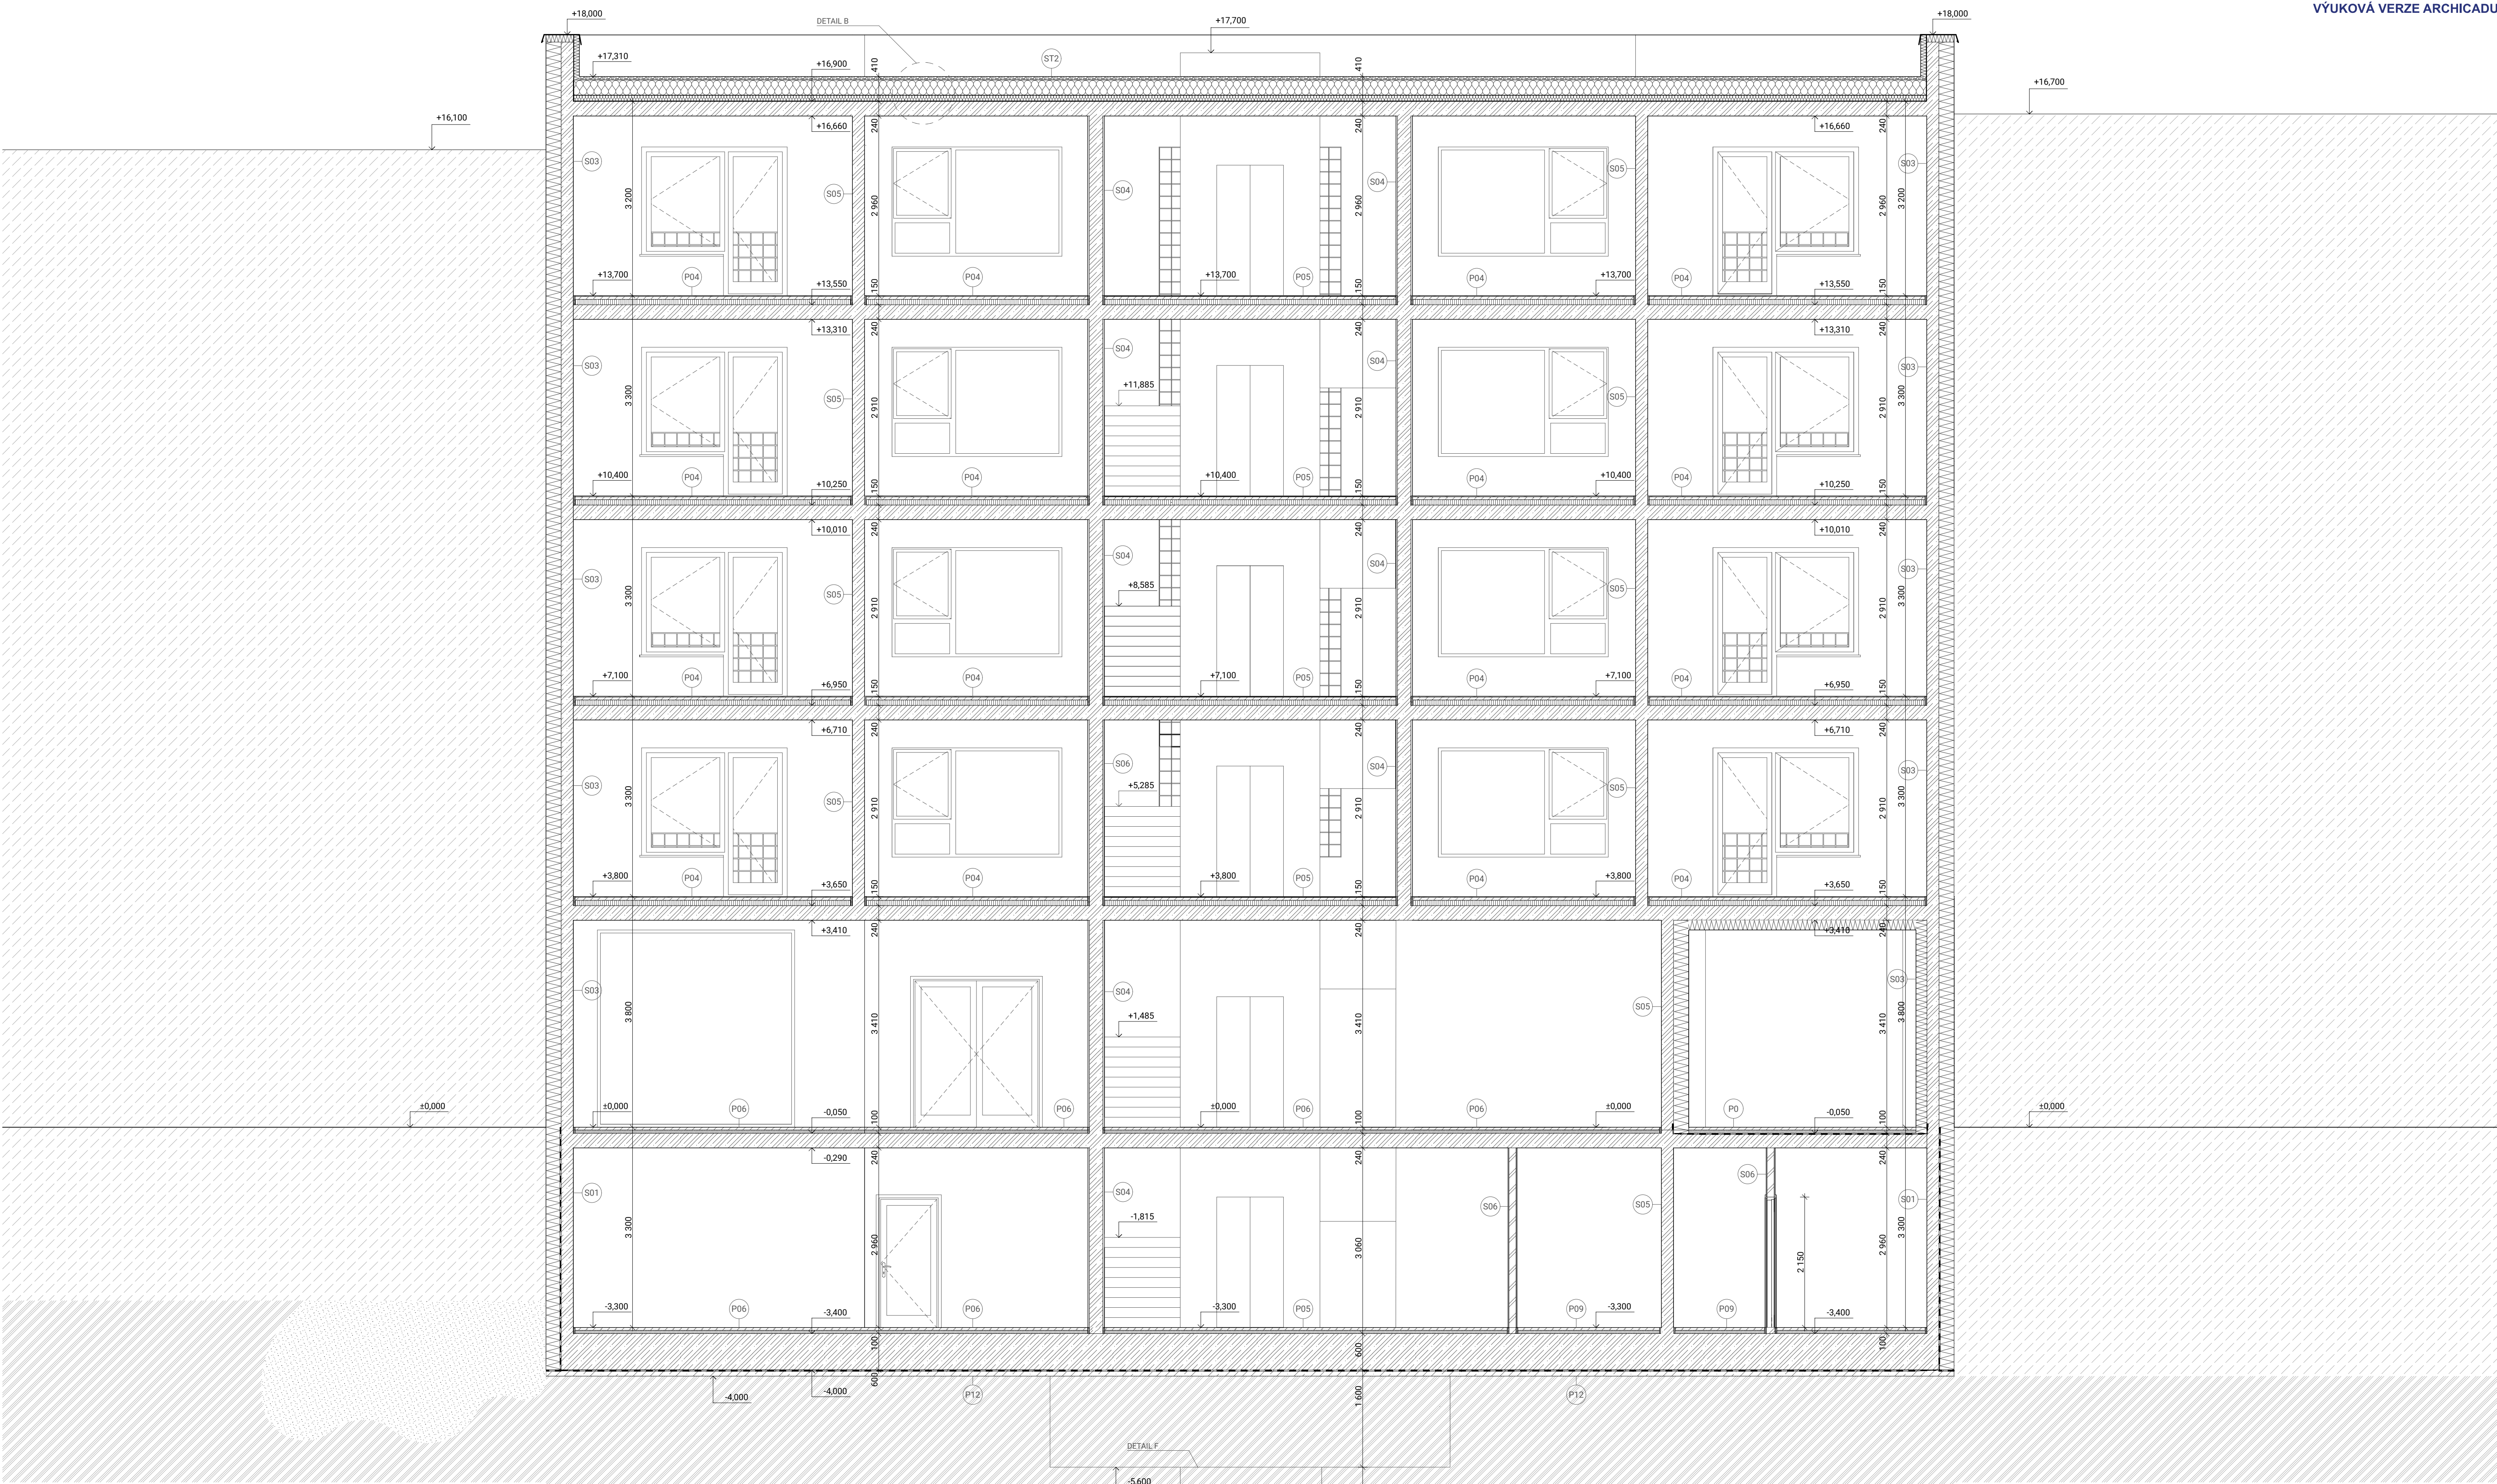 VÝUKOVÁ VERZE ARCHICADU
+18,000
DETAIL B
+17,700
+18,000
+17,310
+16,900
410
ST2
410
+16,700
+16,100
+16,660
240
240
+16,660
240
S03
S05
S04
S04
S05
S03
3 200
2 960
2 960
2 960
3 200
+13,700
P04
+13,550
150
P04
+13,700
P05
150
P04
+13,700
P04
+13,550
150
+13,310
240
240
+13,310
240
S03
S05
S04
S04
S05
S03
+11,885
3 300
2 910
2 910
2 910
3 300
+10,400
P04
+10,250
150
P04
+10,400
P05
150
P04
+10,400
P04
+10,250
150
+10,010
240
240
+10,010
240
S03
S05
S04
S04
S05
S03
+8,585
3 300
2 910
2 910
2 910
3 300
+7,100
P04
+6,950
150
P04
+7,100
P05
150
P04
+7,100
P04
+6,950
150
+6,710
240
240
+6,710
240
S03
S05
S06
S04
S05
S03
+5,285
3 300
2 910
2 910
2 910
3 300
+3,800
P04
+3,650
150
P04
+3,800
P05
150
P04
+3,800
P04
+3,650
150
+3,410
240
240
+3,410
240
S03
S04
S05
S03
+1,485
3 800
3 410
3 410
3 410
3 800
±0,000
±0,000
P06
-0,050
100
P06
±0,000
P06
100
P06
±0,000
P0
-0,050
100
±0,000
-0,290
240
240
240
S01
S04
S06
S05
S06
S01
-1,815
3 300
2 960
3 060
2 150
2 960
3 300
-3,300
P06
-3,400
P06
-3,300
P05
P09
-3,300
P09
-3,400
100
600
100
600
-4,000
-4,000
P12
1 600
P12
DETAIL F
-5,600